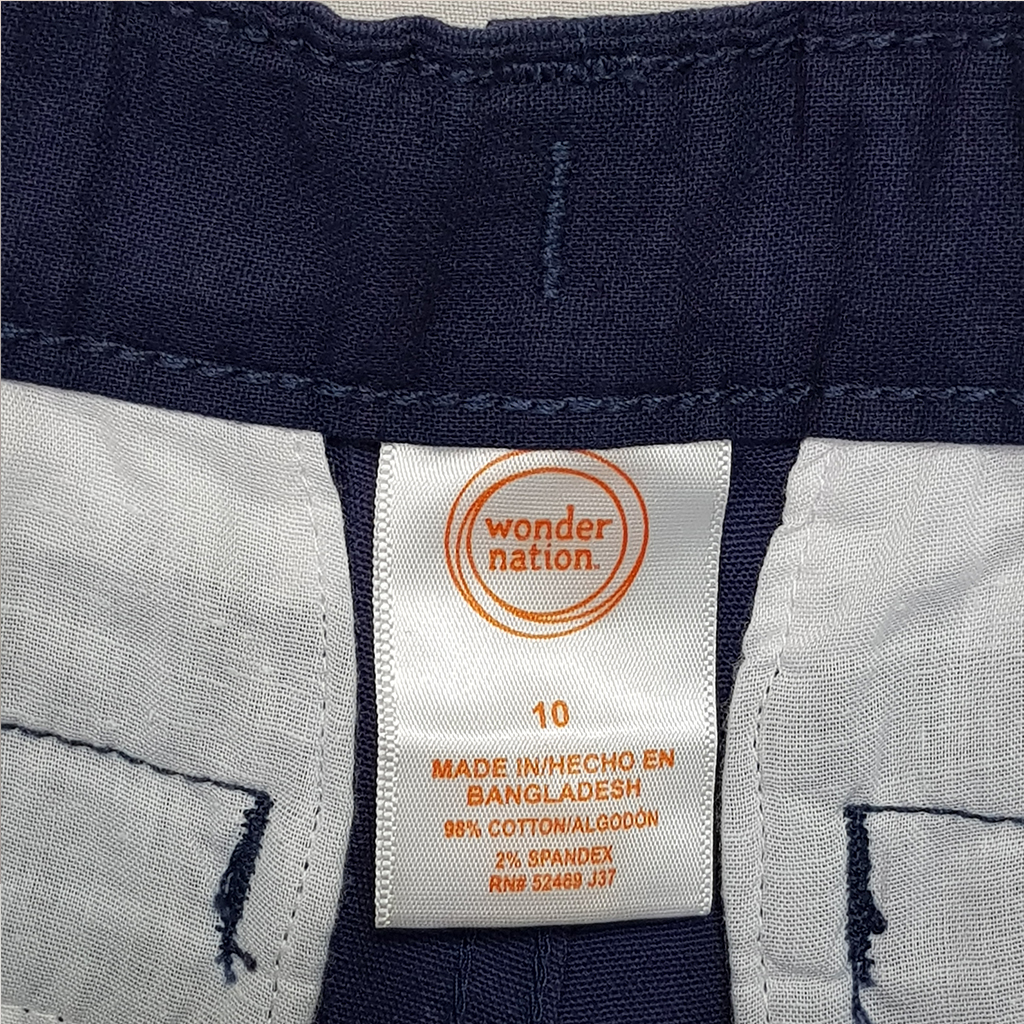 wonder
nation.
10
MADE IN/HECHO EN
BANGLADESH
98% COTTON/ALGODÓN
2% SPANDEX
RN# 52469 J37